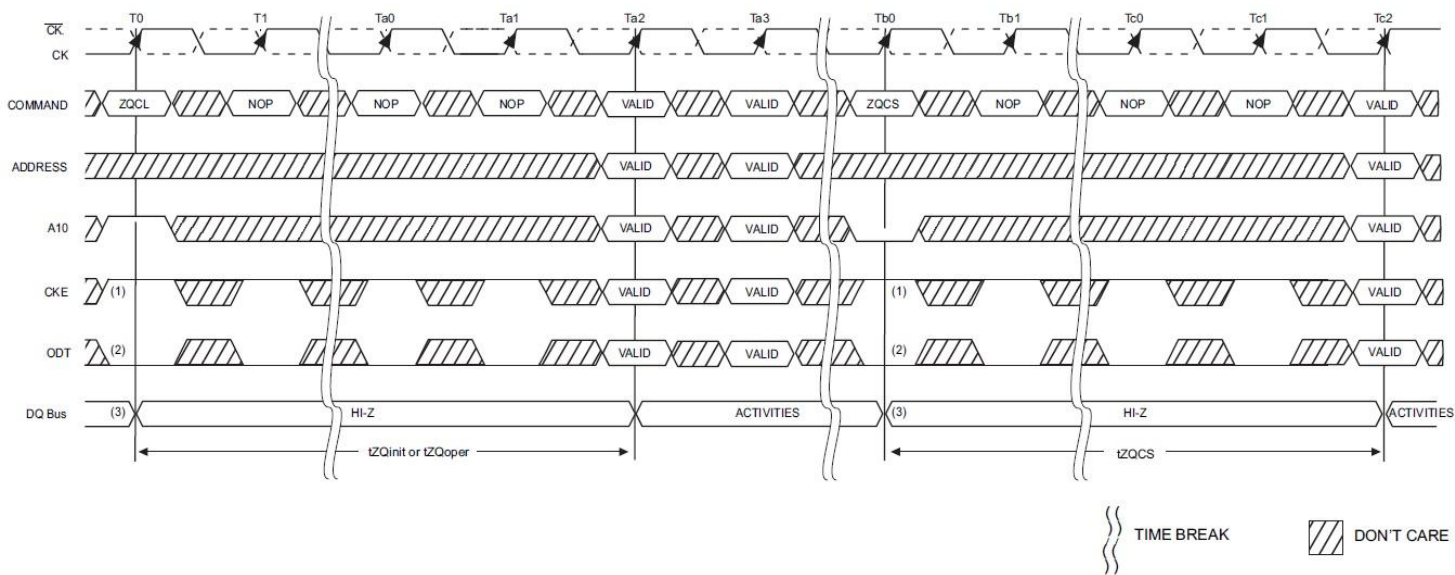 T0 T1 Ta0 Ta1 Ta2 Ta3 Tb0 Tb1 Tc0 Tc1 Tc2
CK
CK
COMMAND ZQCL NOP NOP NOP VALID VALID ZQCS NOP NOP NOP VALID
ADDRESS VALID VALID VALID
A10 VALID VALID VALID
CKE (1) VALID VALID (1) VALID
ODT (2) VALID VALID (2) VALID
DQ Bus (3) HI-Z ACTIVITIES (3) HI-Z ACTIVITIES
tZQinit or tZQoper tZQCS
TIME BREAK DON'T CARE